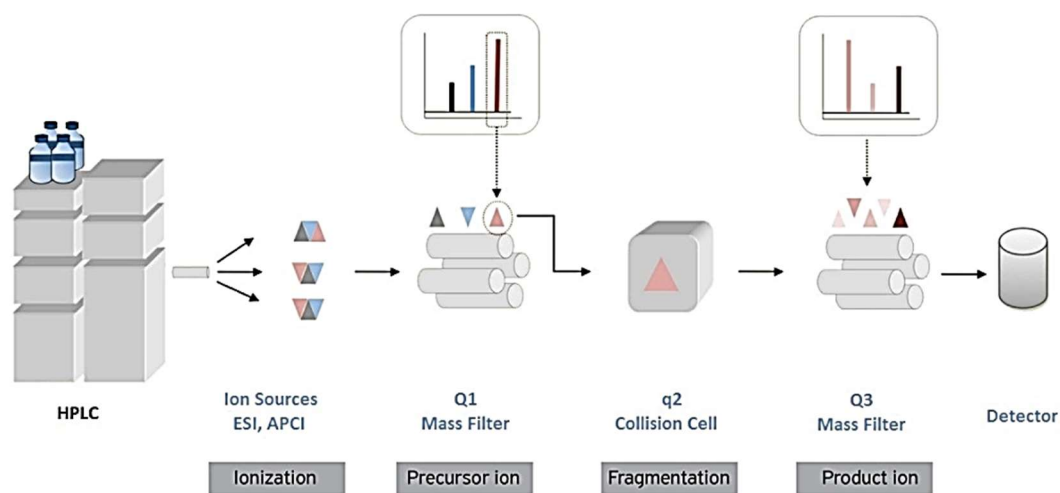 HPLC
Ion Sources
ESI, APCI
Q1
Mass Filter
q2
Collision Cell
Q3
Mass Filter
Detector
Ionization
Precursor ion
Fragmentation
Product ion